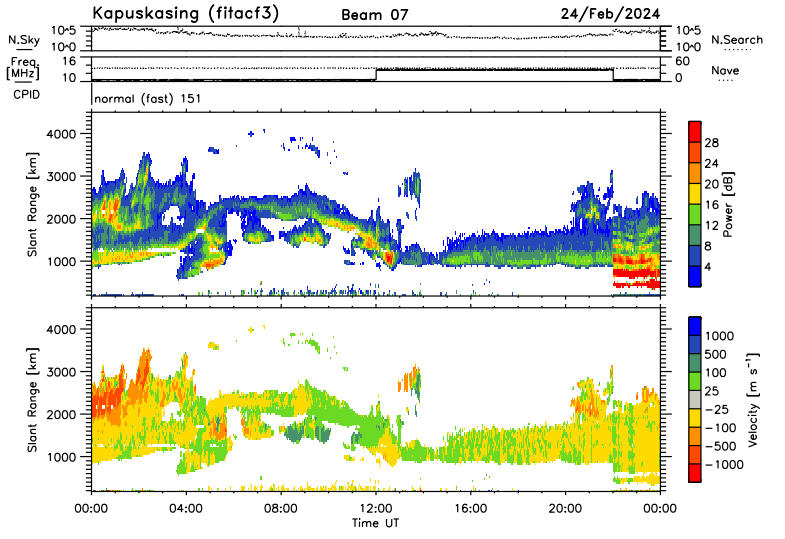 Kapuskasing (fitacf3) Beam 07 24/Feb/2024
N.Sky 10^5 10^0 10^5 10^0 N.Search
Freq. [MHz] 16 10 60 0 Nave
CPID normal (fast) 151
Slant Range [km]
4000
3000
2000
1000
Power [dB]
28
24
20
16
12
8
4
Slant Range [km]
4000
3000
2000
1000
Velocity [m s⁻¹]
1000
500
100
25
−25
−100
−500
−1000
00:00 04:00 08:00 12:00 16:00 20:00 00:00
Time UT